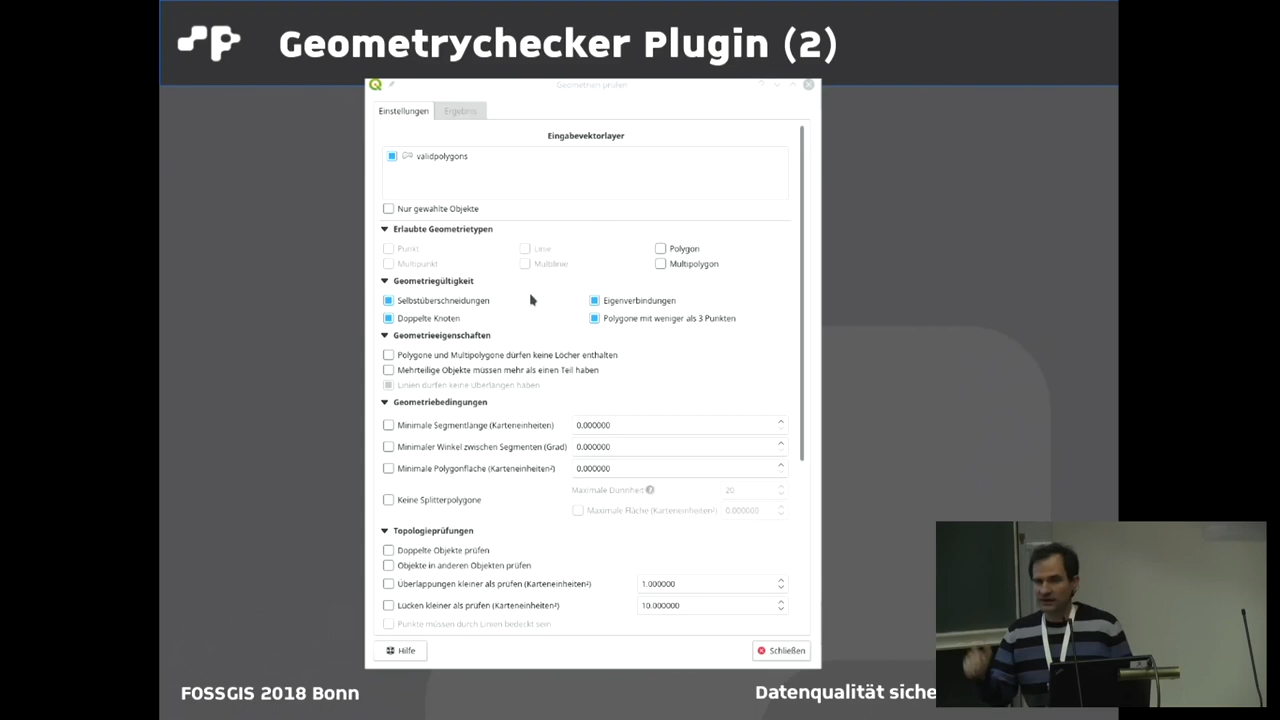 Geometrychecker Plugin (2)
Geometrien prüfen
Einstellungen
Ergebnis
Eingabevektorlayer
validpolygons
Nur gewählte Objekte
Erlaubte Geometrietypen
Punkt Linie Polygon
Multipunkt Multilinie Multipolygon
Geometriegültigkeit
Selbstüberschneidungen Eigenverbindungen
Doppelte Knoten Polygone mit weniger als 3 Punkten
Geometrieeigenschaften
Polygone und Multipolygone dürfen keine Löcher enthalten
Mehrteilige Objekte müssen mehr als einen Teil haben
Linien dürfen keine Überlängen haben
Geometriebedingungen
Minimale Segmentlänge (Karteneinheiten) 0.000000
Minimaler Winkel zwischen Segmenten (Grad) 0.000000
Minimale Polygonfläche (Karteneinheiten²) 0.000000
Maximale Dünnheit 20
Keine Splitterpolygone
Maximale Fläche (Karteneinheiten²) 0.000000
Topologieprüfungen
Doppelte Objekte prüfen
Objekte in anderen Objekten prüfen
Überlappungen kleiner als prüfen (Karteneinheiten²) 1.000000
Lücken kleiner als prüfen (Karteneinheiten²) 10.000000
Punkte müssen durch Linien bedeckt sein
Hilfe Schließen
FOSSGIS 2018 Bonn Datenqualität siche